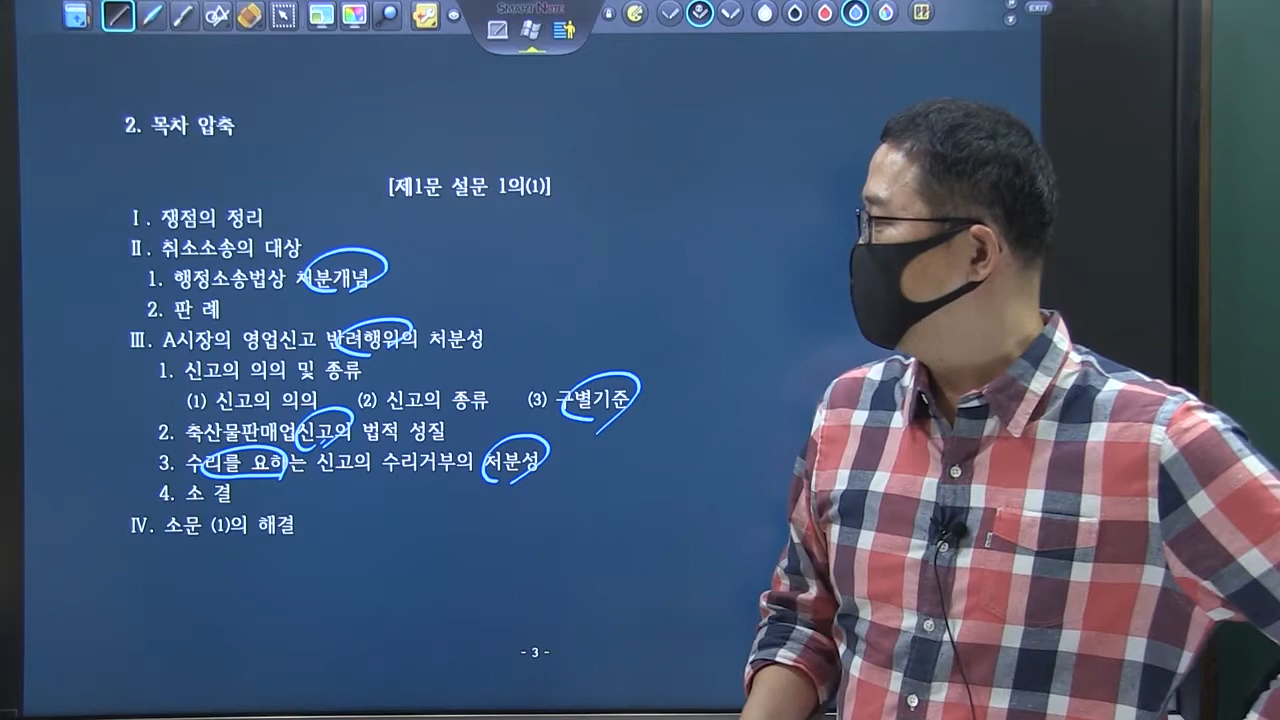 SMART NOTE
EXIT
2. 목차 압축
[제1문 설문 1의(1)]
Ⅰ. 쟁점의 정리
Ⅱ. 취소소송의 대상
1. 행정소송법상 처분개념
2. 판 례
Ⅲ. A시장의 영업신고 반려행위의 처분성
1. 신고의 의의 및 종류
(1) 신고의 의의 (2) 신고의 종류 (3) 구별기준
2. 축산물판매업신고의 법적 성질
3. 수리를 요하는 신고의 수리거부의 처분성
4. 소 결
Ⅳ. 소문 (1)의 해결
- 3 -